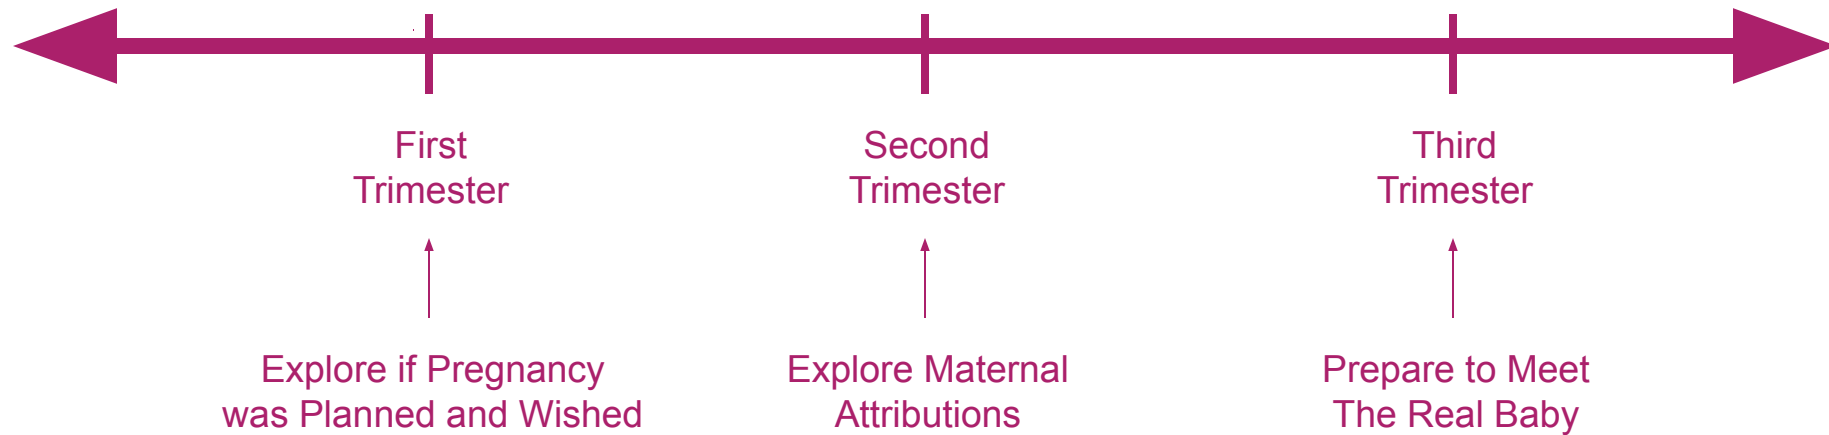 First
Trimester
Second
Trimester
Third
Trimester
Explore if Pregnancy
was Planned and Wished
Explore Maternal
Attributions
Prepare to Meet
The Real Baby